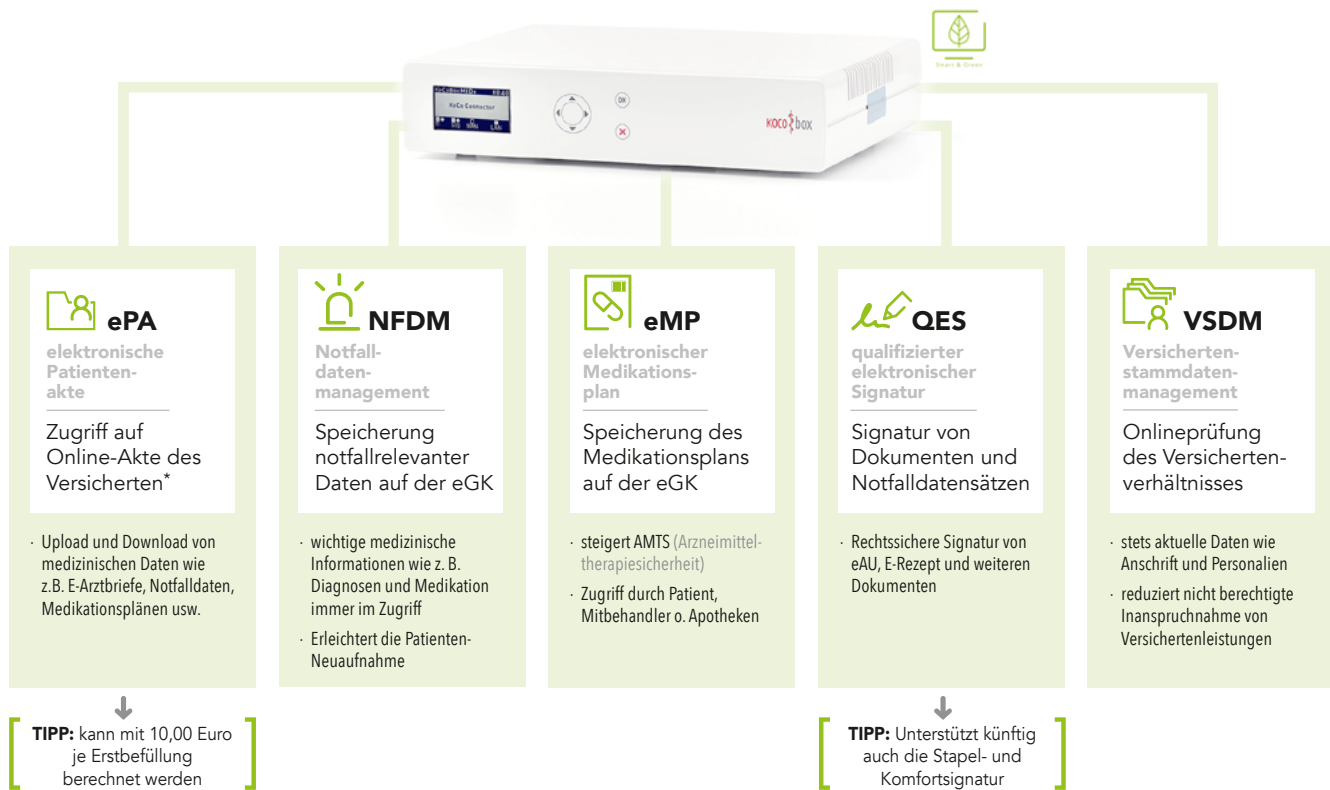 Smart & Green
KoCoBox MED+
KoCo Connector
WAN
LAN
OK
KOCO box
ePA
elektronische
Patienten-
akte
Zugriff auf
Online-Akte des
Versicherten*
· Upload und Download von
medizinischen Daten wie
z.B. E-Arztbriefe, Notfalldaten,
Medikationsplänen usw.
TIPP: kann mit 10,00 Euro
je Erstbefüllung
berechnet werden
NFDM
Notfall-
daten-
management
Speicherung
notfallrelevanter
Daten auf der eGK
· wichtige medizinische
Informationen wie z. B.
Diagnosen und Medikation
immer im Zugriff
· Erleichtert die Patienten-
Neuaufnahme
eMP
elektronischer
Medikations-
plan
Speicherung des
Medikationsplans
auf der eGK
· steigert AMTS (Arzneimittel-
therapiesicherheit)
· Zugriff durch Patient,
Mitbehandler o. Apotheken
QES
qualifizierter
elektronischer
Signatur
Signatur von
Dokumenten und
Notfalldatensätzen
· Rechtssichere Signatur von
eAU, E-Rezept und weiteren
Dokumenten
TIPP: Unterstützt künftig
auch die Stapel- und
Komfortsignatur
VSDM
Versicherten-
stammdaten-
management
Onlineprüfung
des Versicherten-
verhältnisses
· stets aktuelle Daten wie
Anschrift und Personalien
· reduziert nicht berechtigte
Inanspruchnahme von
Versichertenleistungen